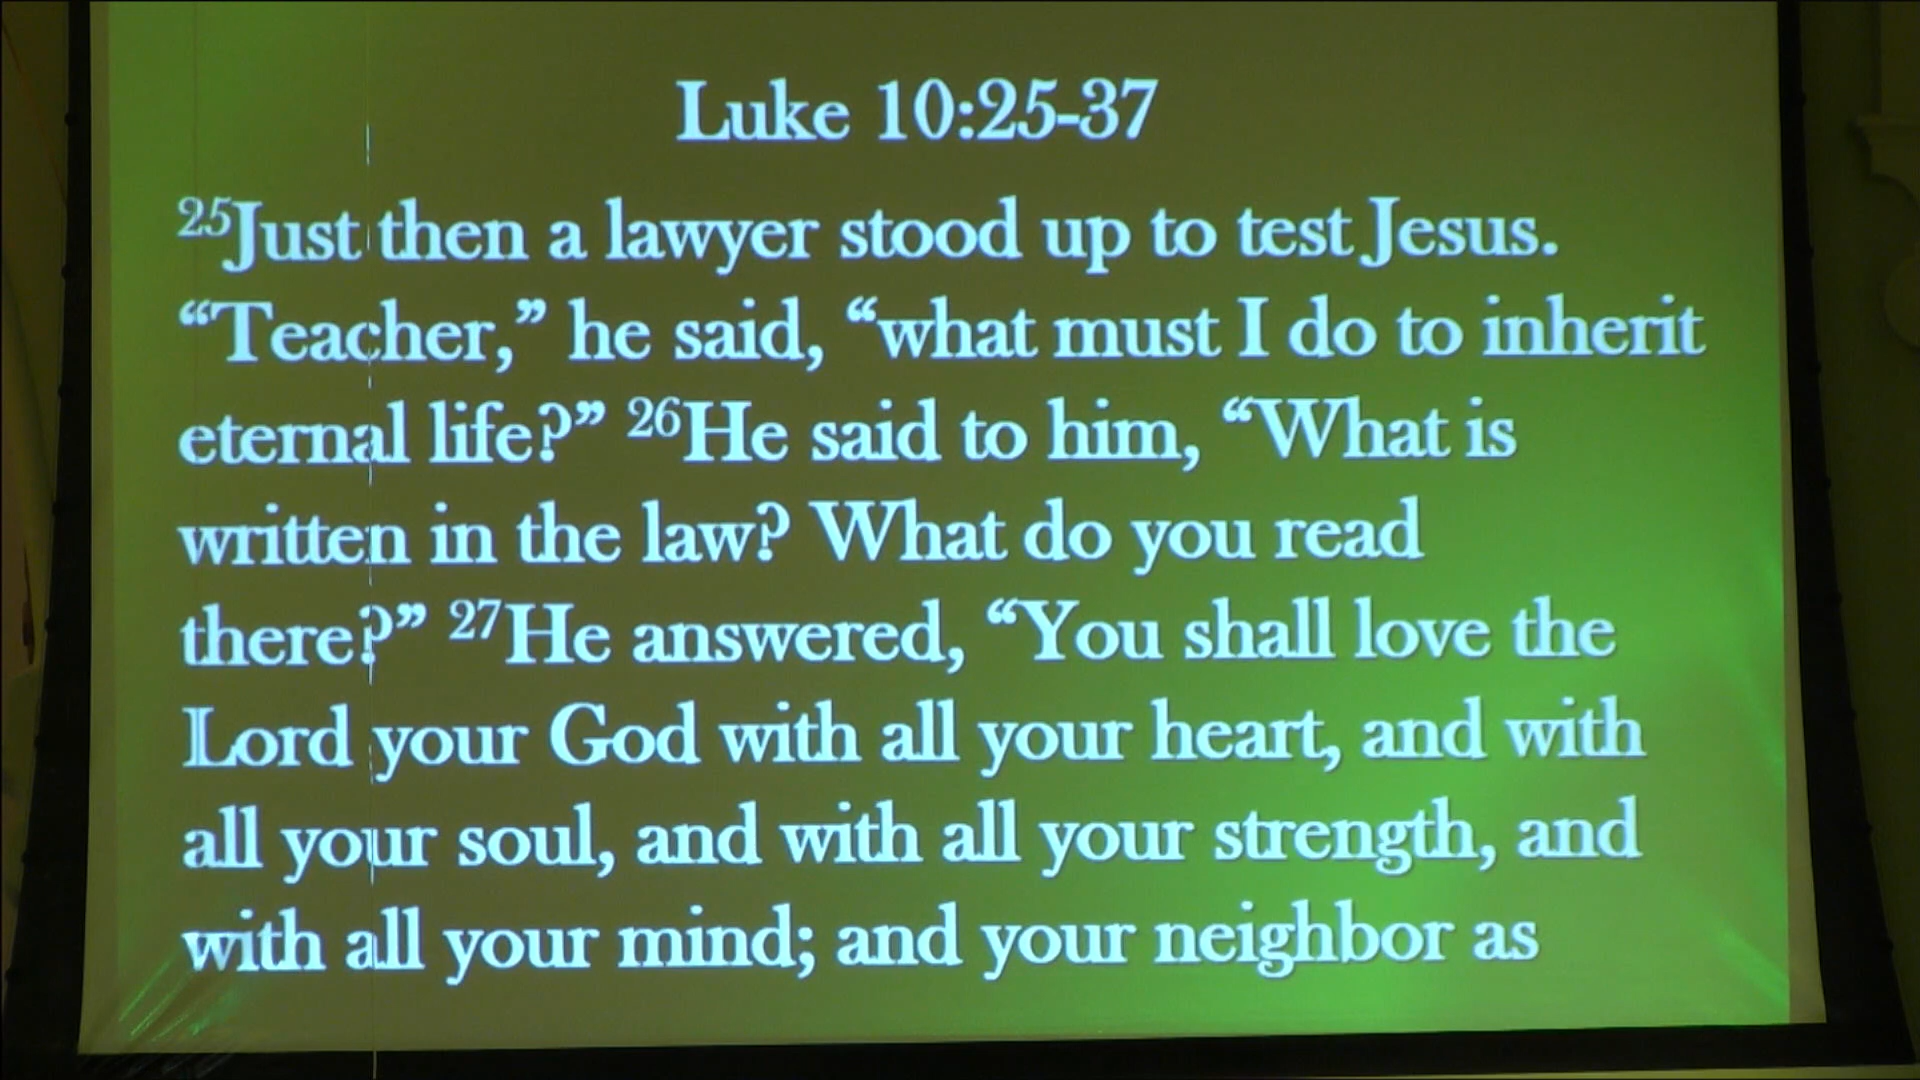 Luke 10:25-37
25Just then a lawyer stood up to test Jesus.
“Teacher,” he said, “what must I do to inherit
eternal life?” 26He said to him, “What is
written in the law? What do you read
there?” 27He answered, “You shall love the
Lord your God with all your heart, and with
all your soul, and with all your strength, and
with all your mind; and your neighbor as